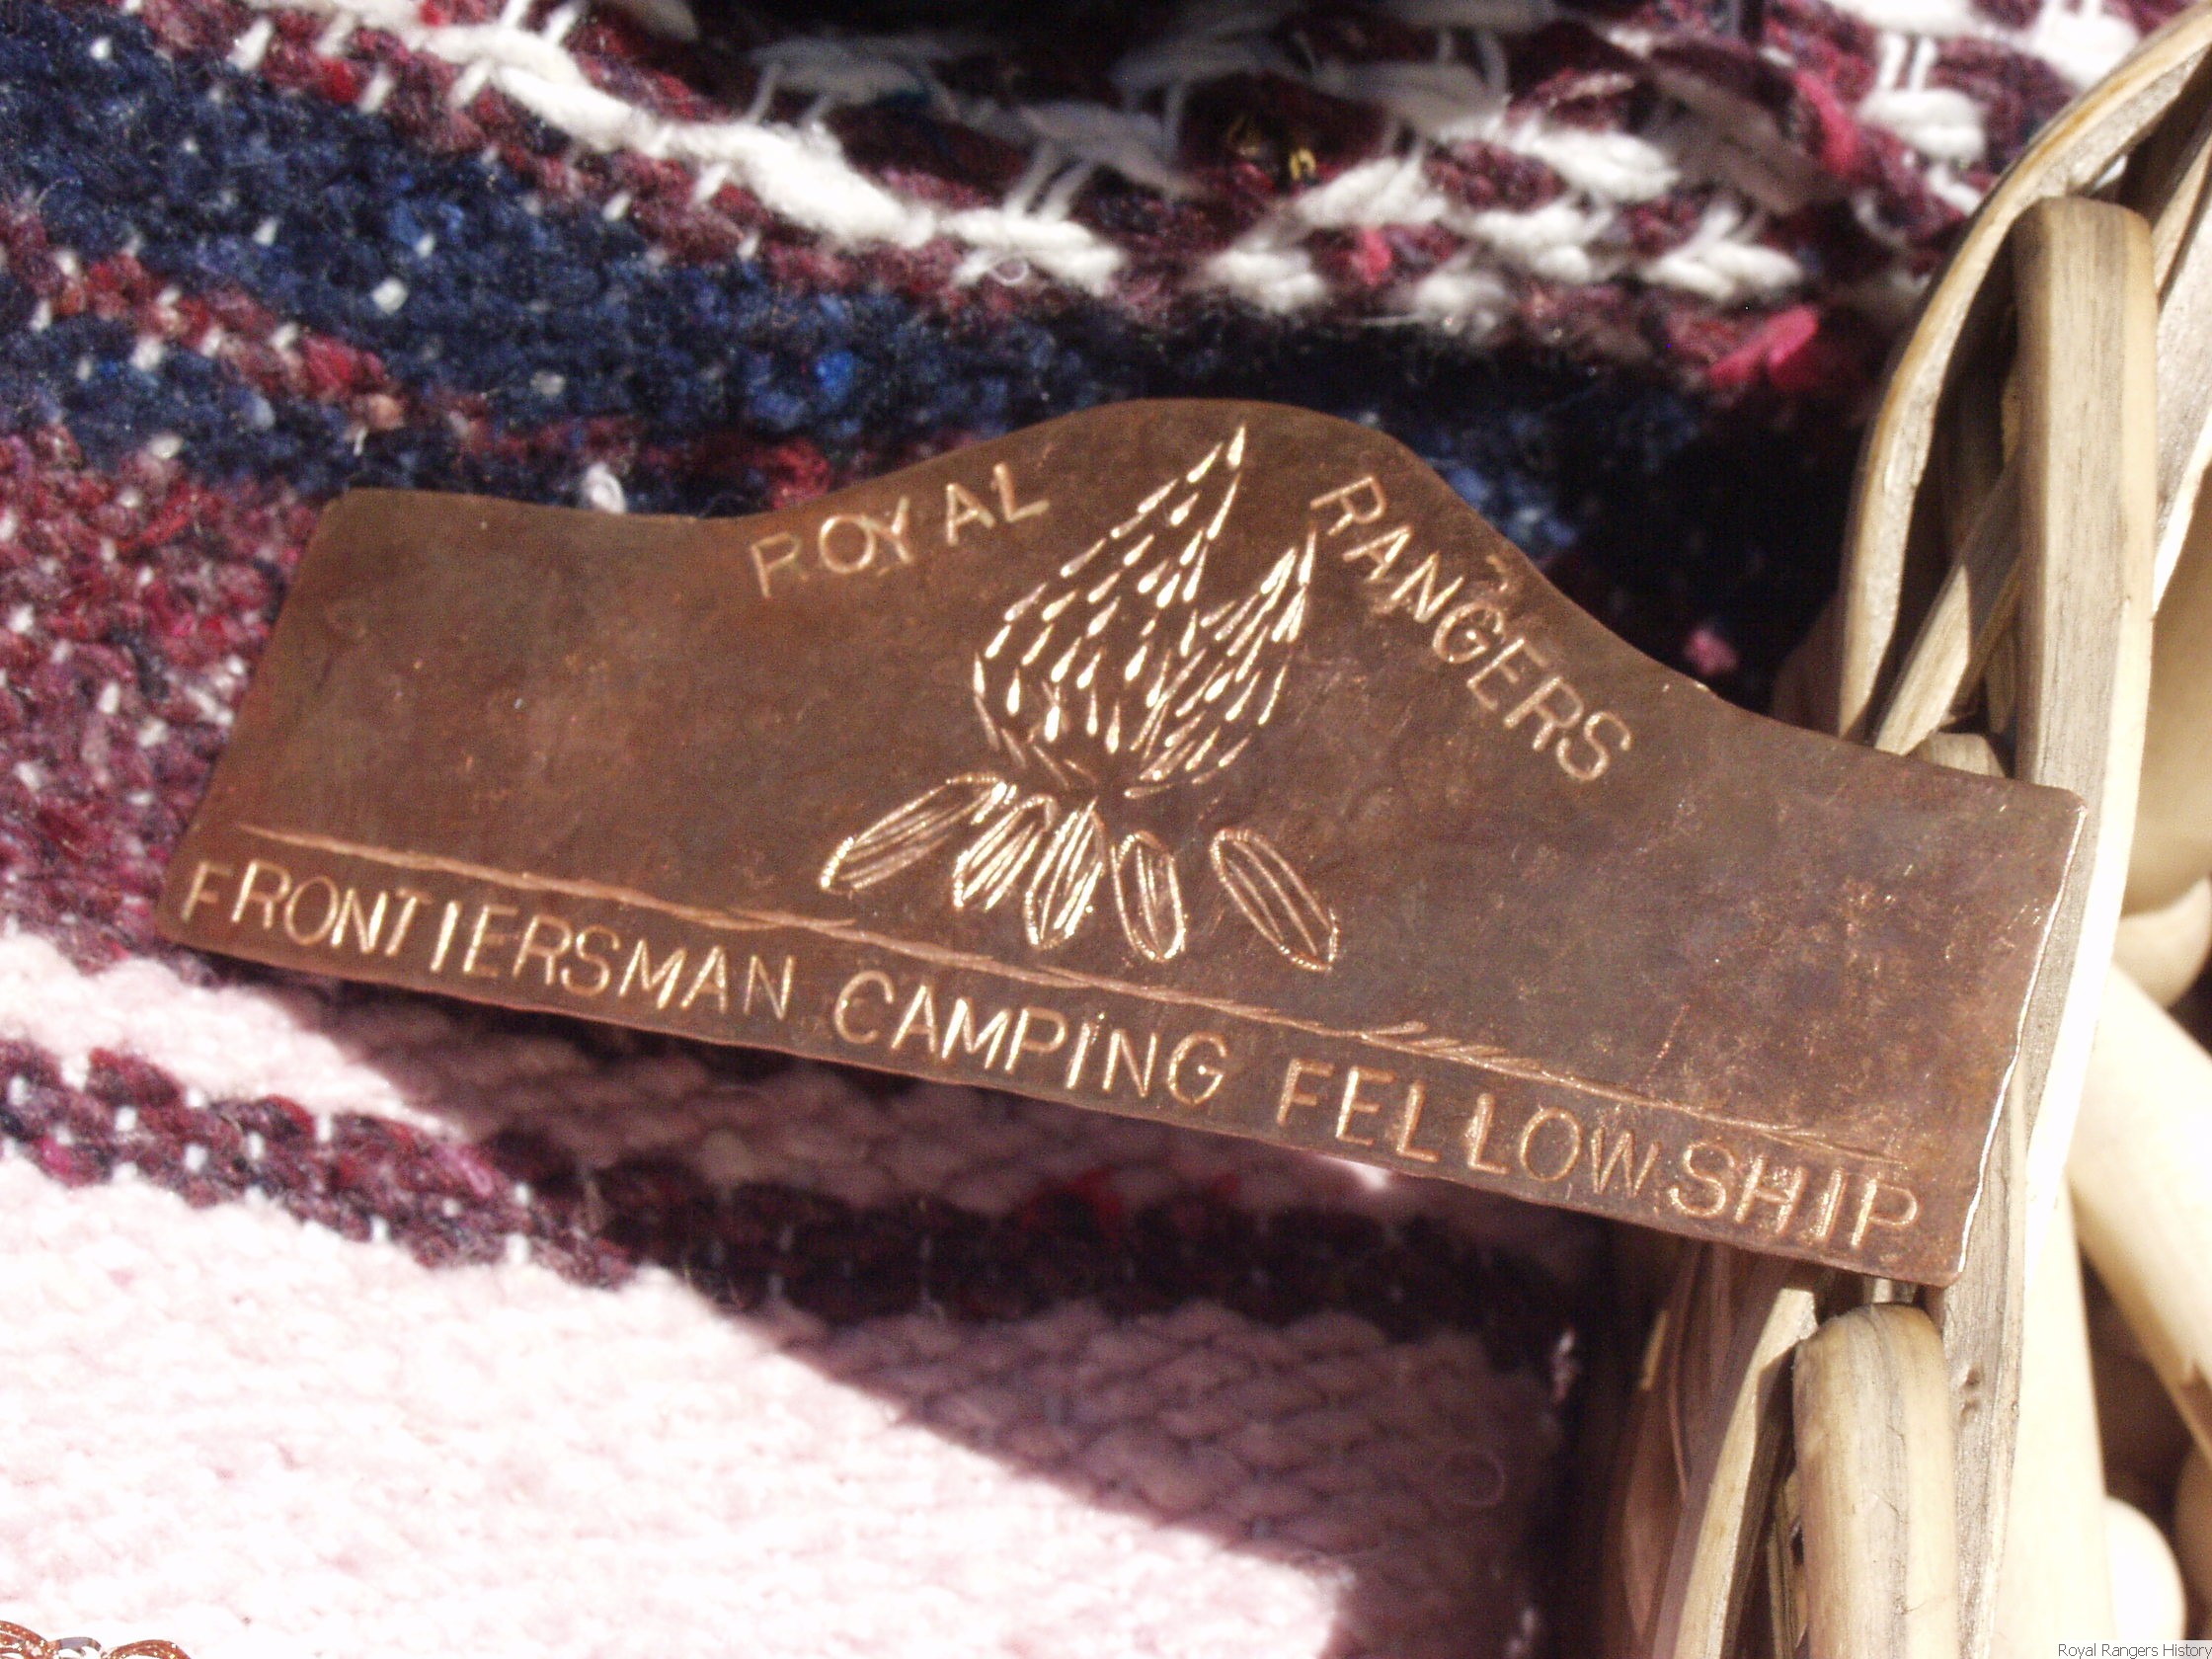 ROYAL RANGERS
FRONTIERSMAN CAMPING FELLOWSHIP
Royal Rangers History